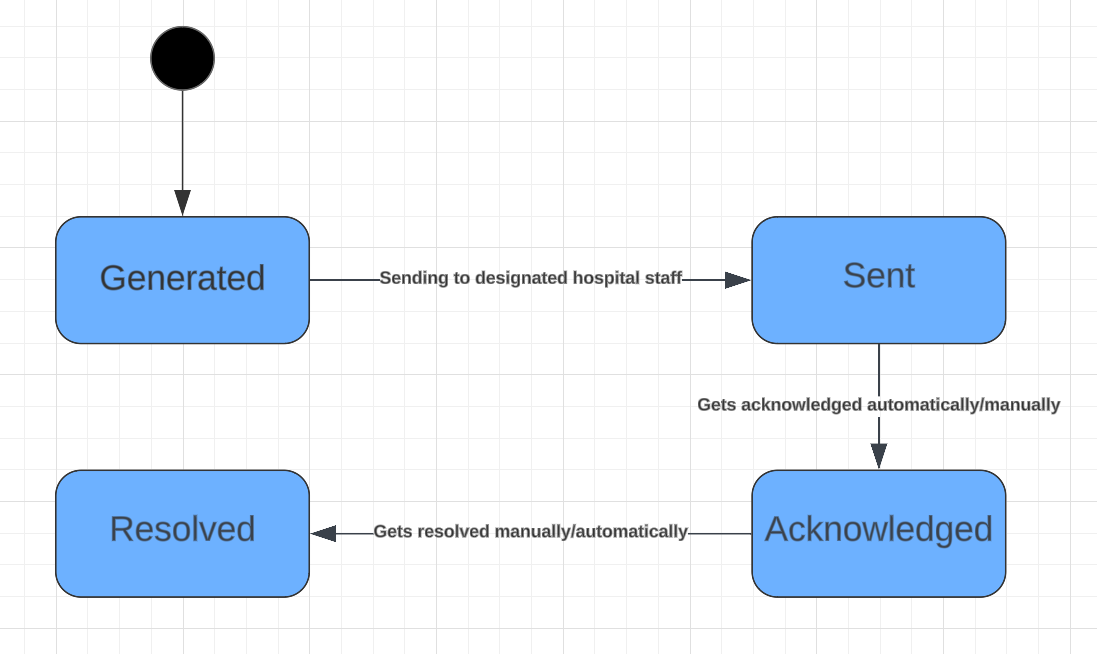 Generated
Sending to designated hospital staff
Sent
Gets acknowledged automatically/manually
Resolved
Gets resolved manually/automatically
Acknowledged